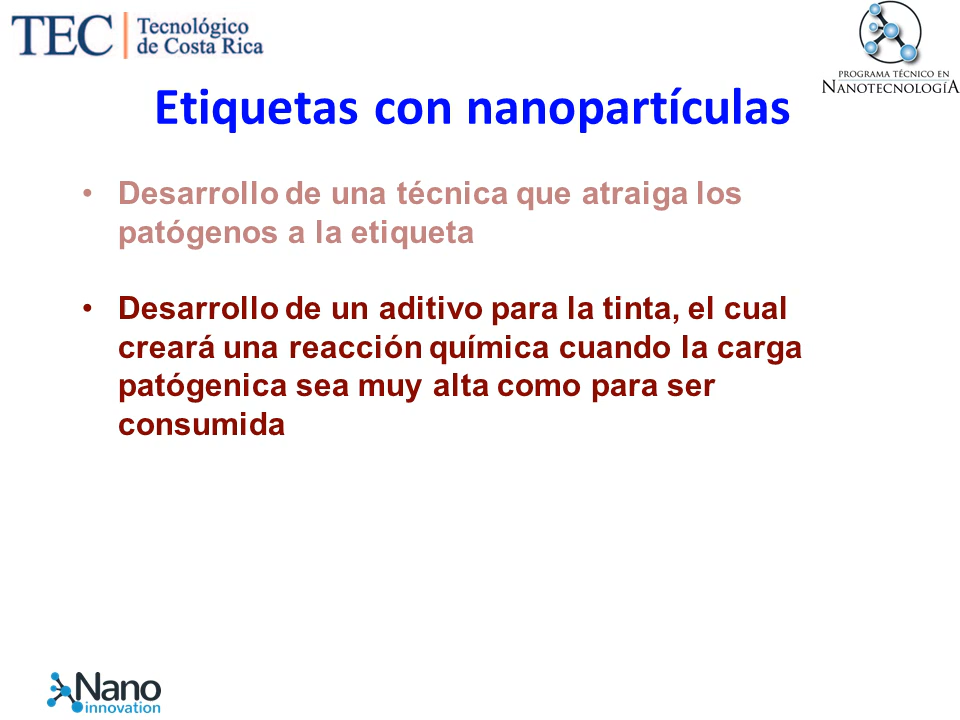 TEC
Tecnológico
de Costa Rica
PROGRAMA TÉCNICO EN
NANOTECNOLOGÍA
Etiquetas con nanopartículas
• Desarrollo de una técnica que atraiga los
patógenos a la etiqueta
• Desarrollo de un aditivo para la tinta, el cual
creará una reacción química cuando la carga
patógenica sea muy alta como para ser
consumida
Nano
innovation